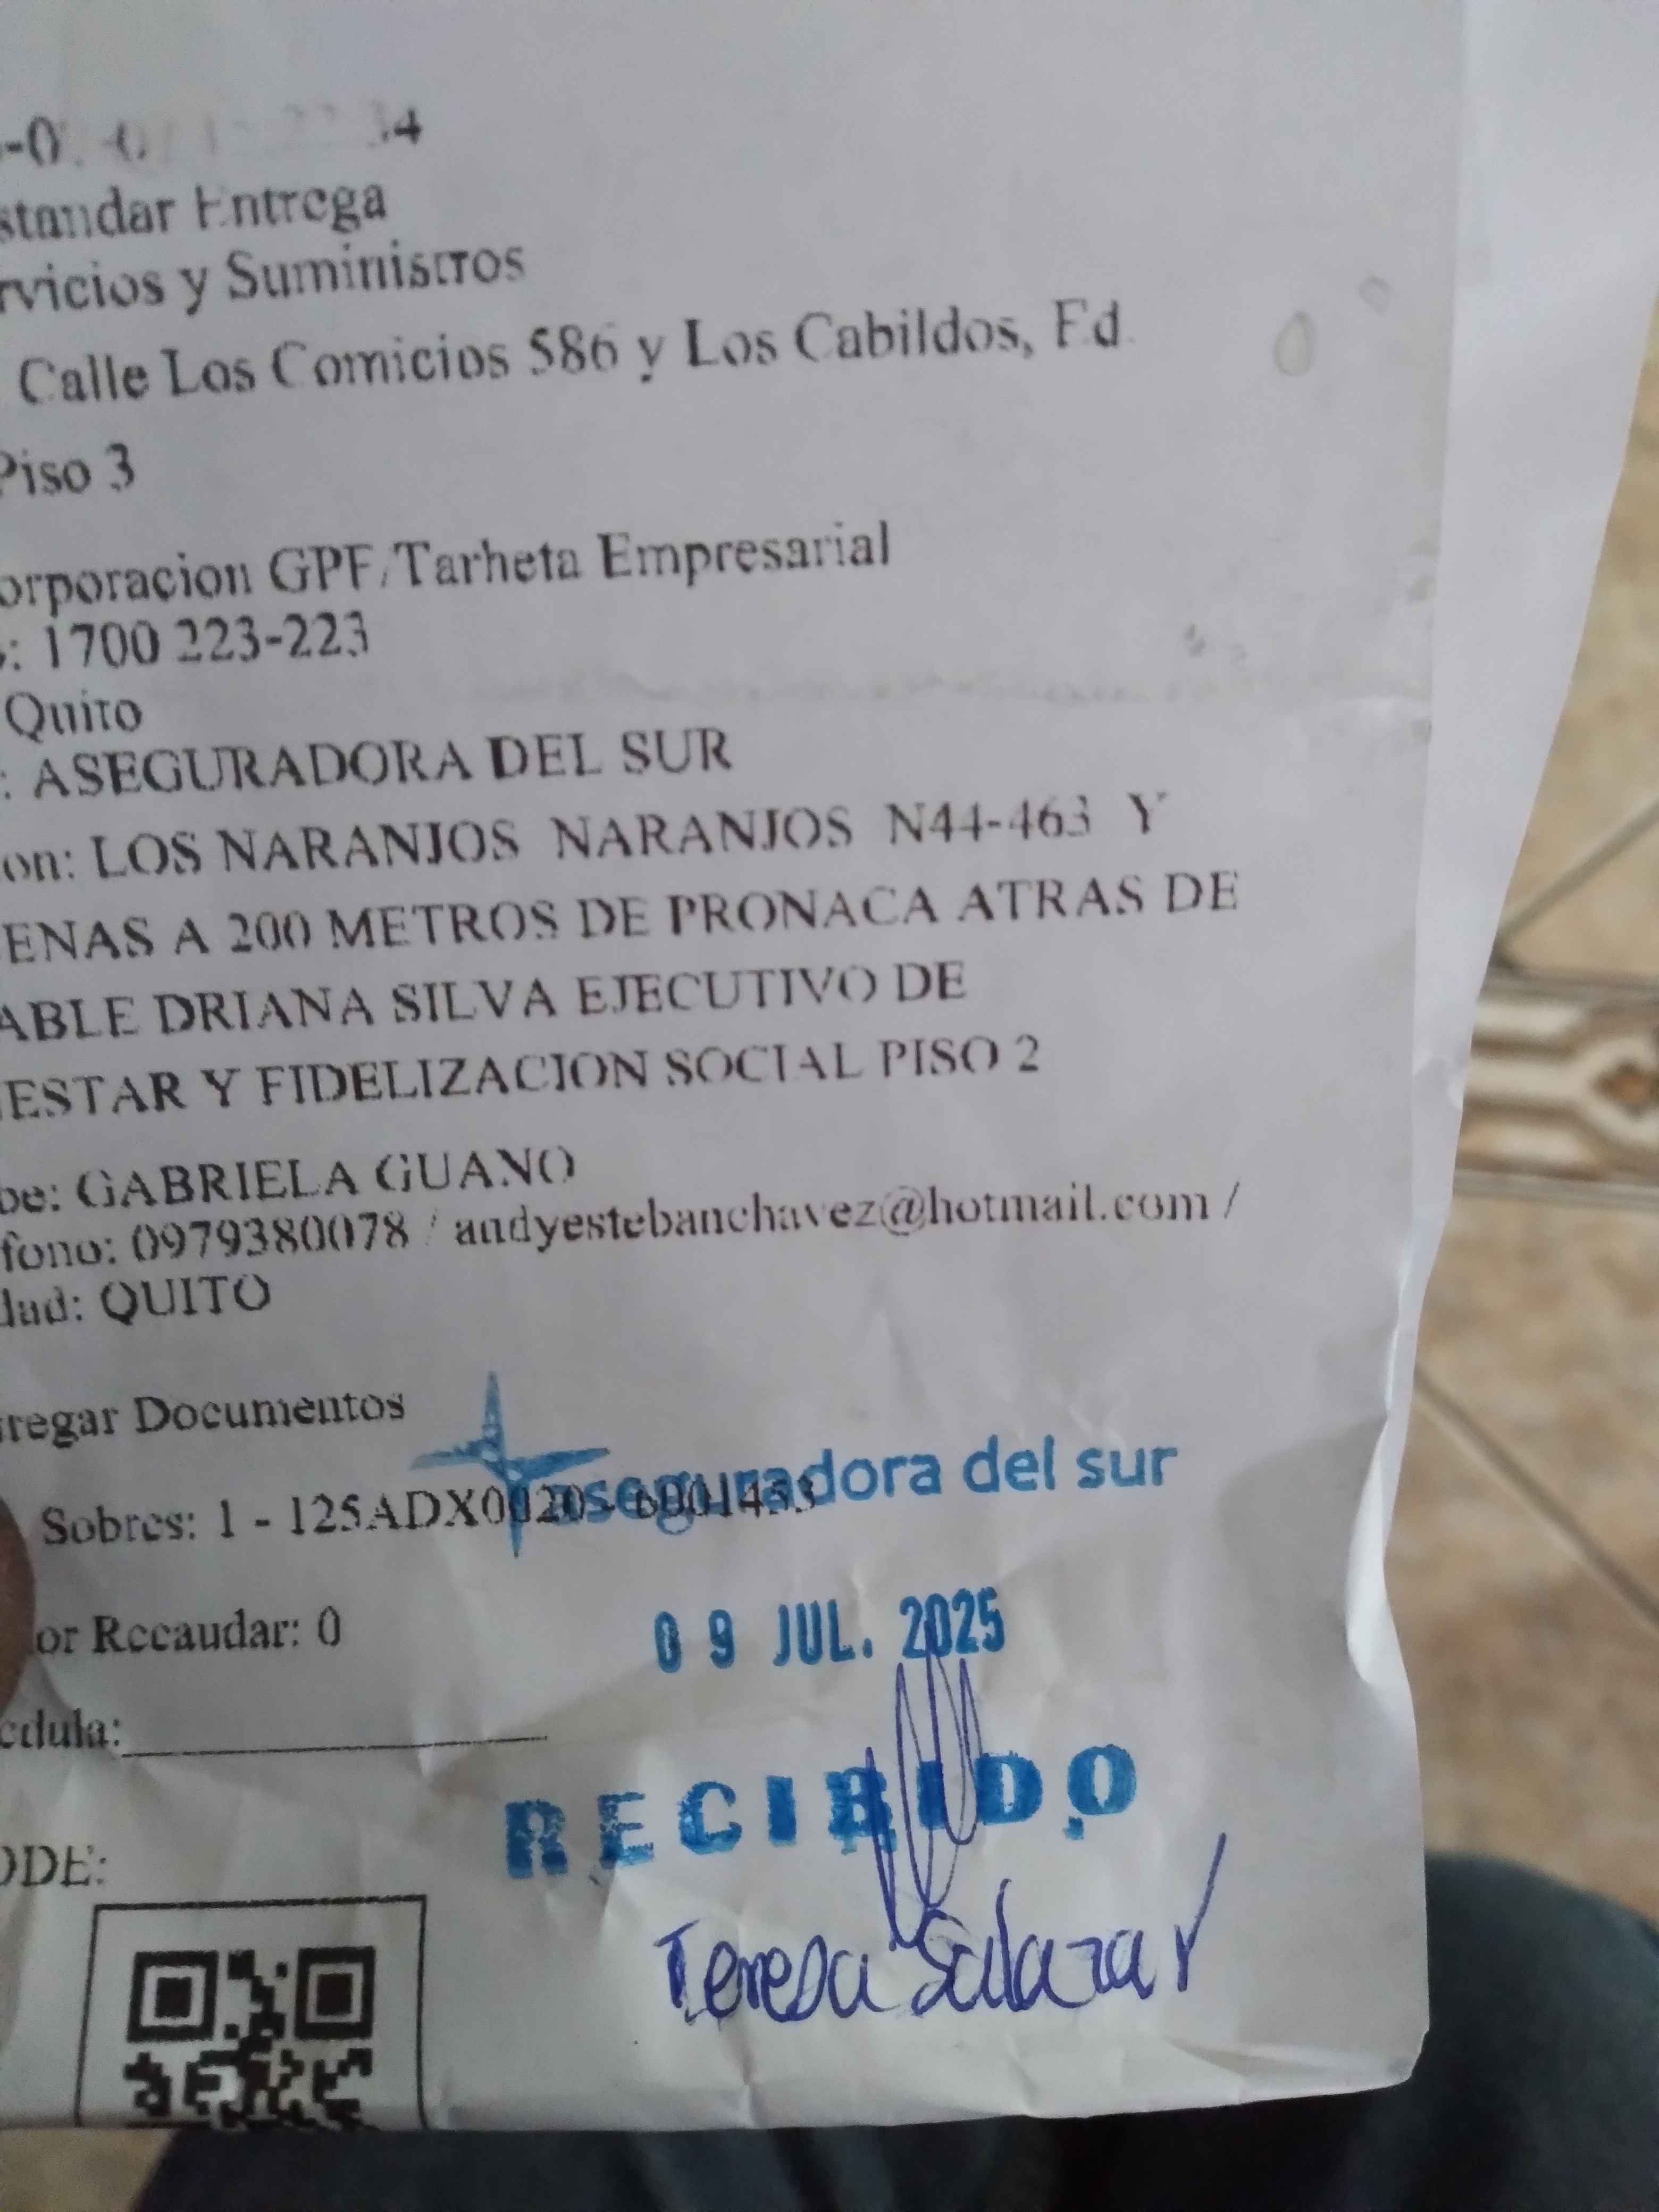 standar Entrega
rvicios y Suministros
Calle Los Comicios 586 y Los Cabildos, Ed.
Piso 3
orporacion GPF/Tarheta Empresarial
: 1700 223-223
Quito
: ASEGURADORA DEL SUR
on: LOS NARANJOS NARANJOS N44-463 Y
ENAS A 200 METROS DE PRONACA ATRAS DE
ABLE DRIANA SILVA EJECUTIVO DE
ESTAR Y FIDELIZACION SOCIAL PISO 2
be: GABRIELA GUANO
fono: 0979380078 / andyestebanchavez@hotmail.com /
dad: QUITO
regar Documentos
aseguradora del sur
Sobres: 1 - 125ADX0020
or Recaudar: 0
09 JUL. 2025
edula:
RECIBIDO
ODE:
Teresa Salazar